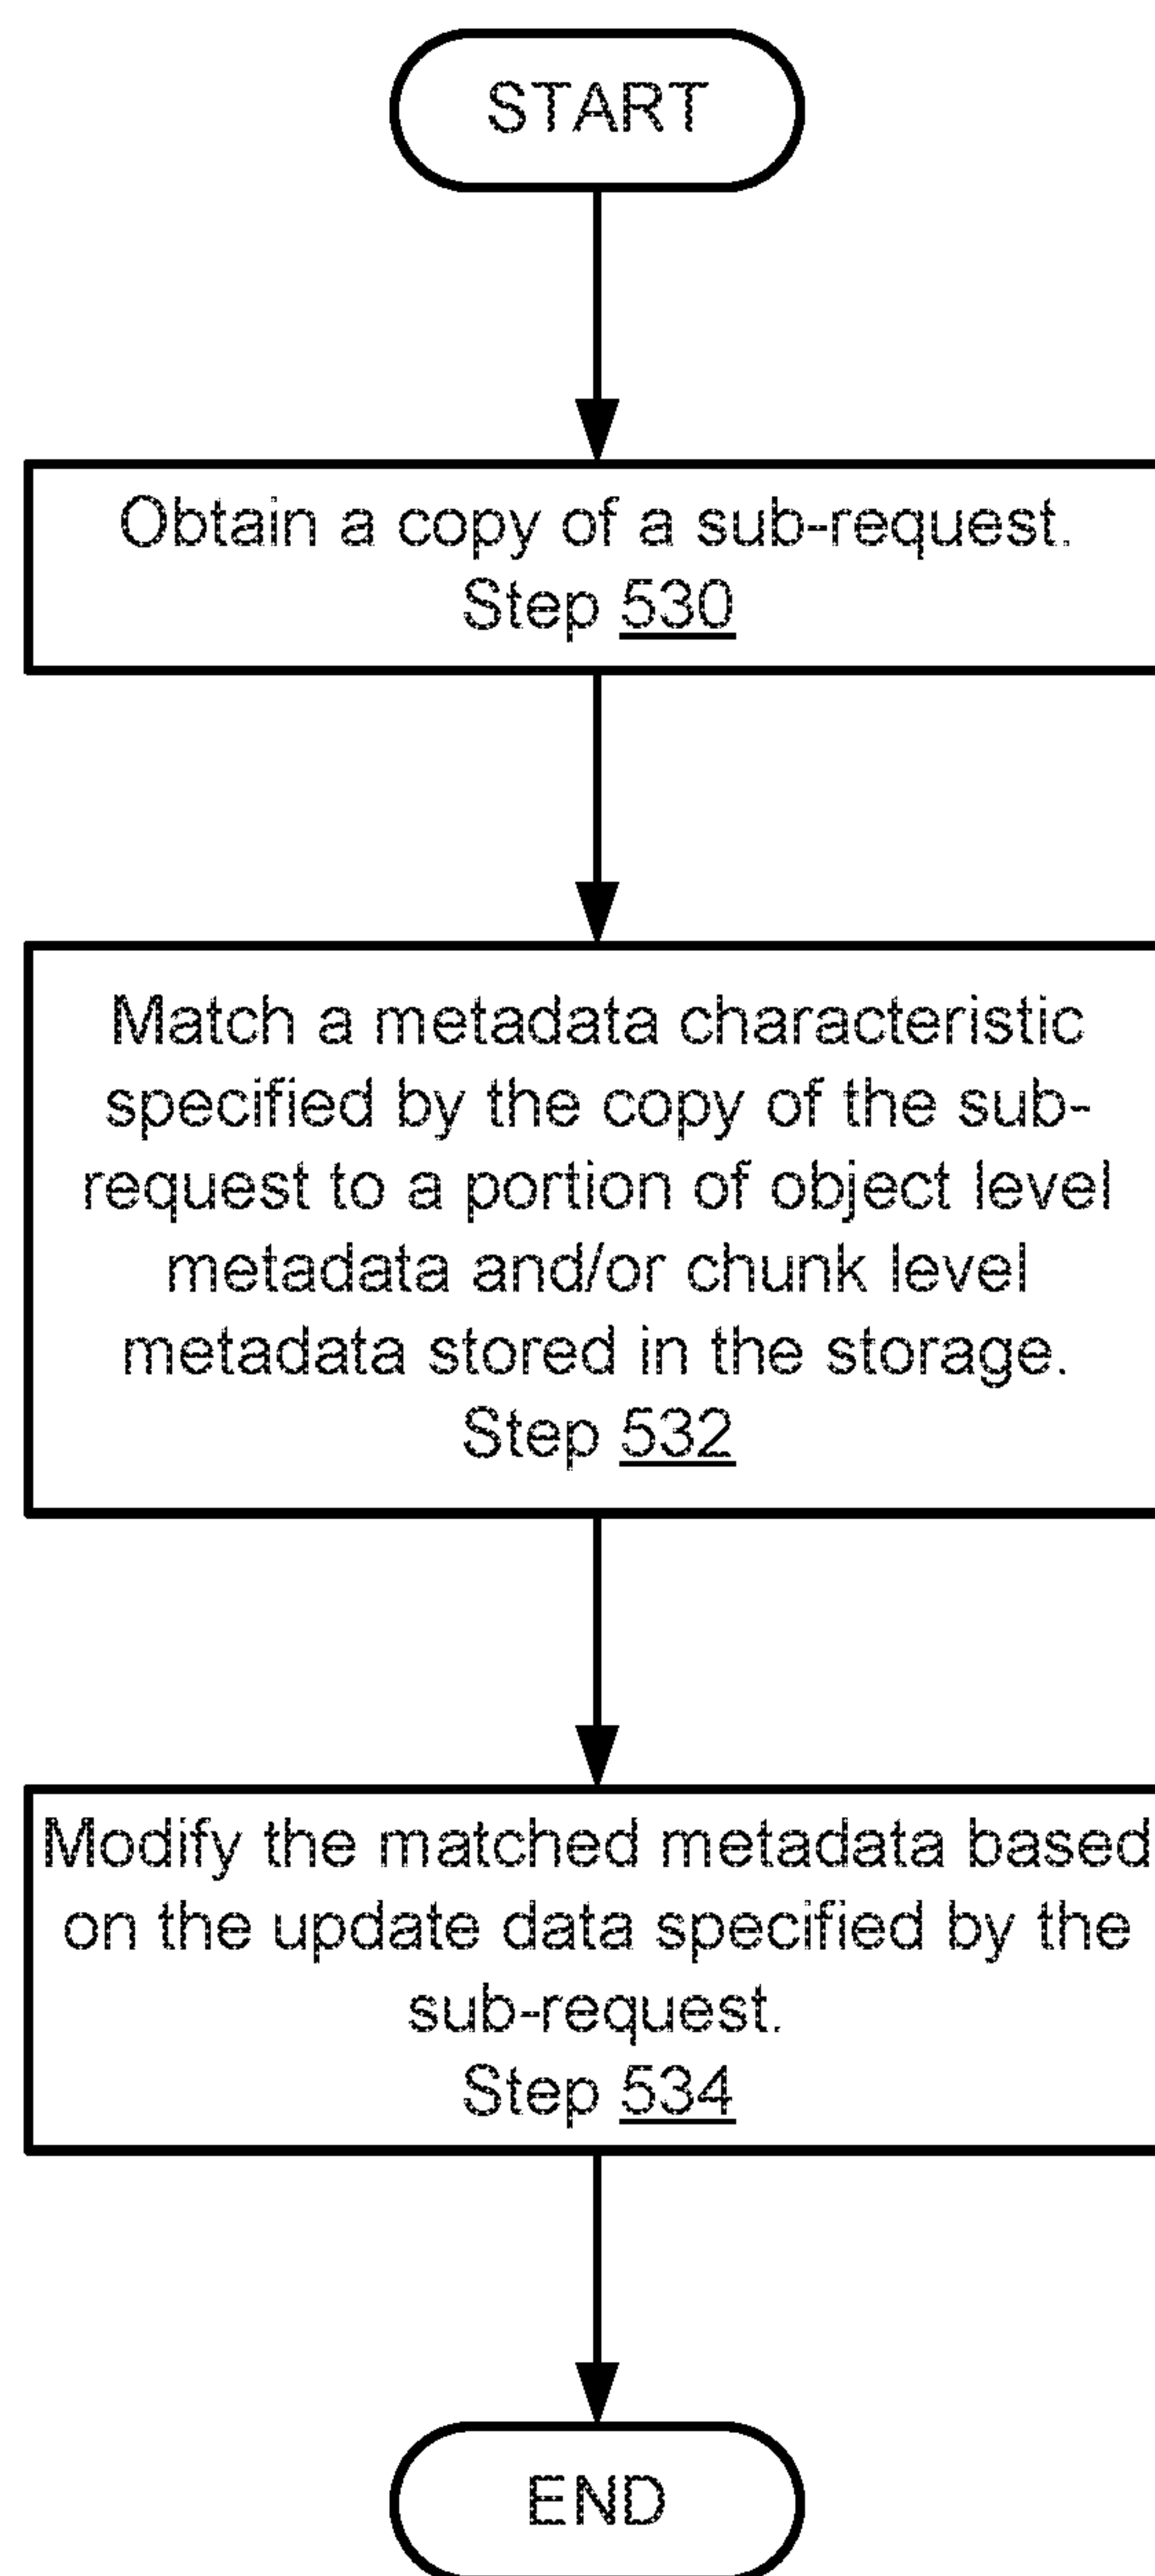 START
Obtain a copy of a sub-request.
Step 530
Match a metadata characteristic
specified by the copy of the sub-
request to a portion of object level
metadata and/or chunk level
metadata stored in the storage.
Step 532
Modify the matched metadata based
on the update data specified by the
sub-request.
Step 534
END